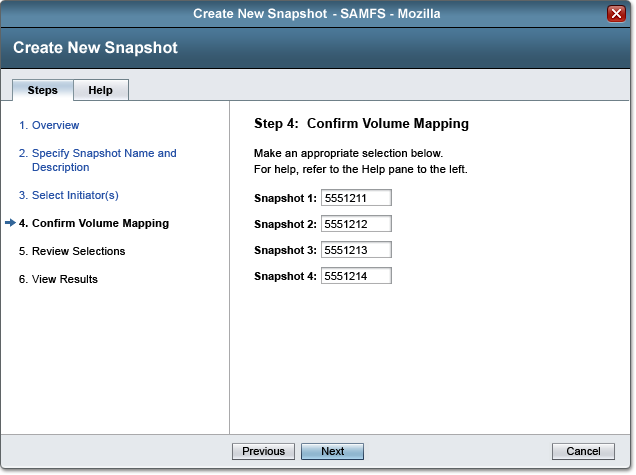 Create New Snapshot - SAMFS - Mozilla
Create New Snapshot
Steps Help
1. Overview
2. Specify Snapshot Name and
Description
3. Select Initiator(s)
4. Confirm Volume Mapping
5. Review Selections
6. View Results
Step 4: Confirm Volume Mapping
Make an appropriate selection below.
For help, refer to the Help pane to the left.
Snapshot 1: 5551211
Snapshot 2: 5551212
Snapshot 3: 5551213
Snapshot 4: 5551214
Previous Next Cancel